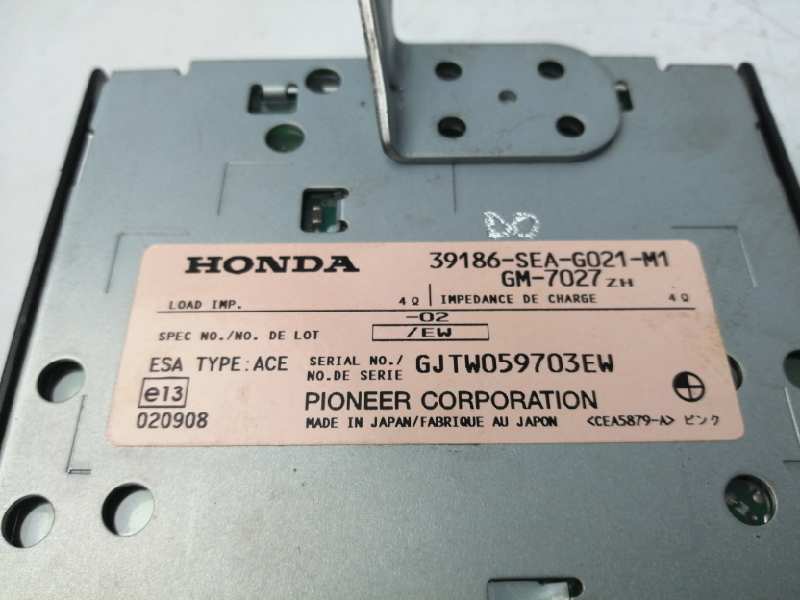 HONDA 39186-SEA-G021-M1
GM-7027 ZH
LOAD IMP. 4Ω IMPEDANCE DE CHARGE 4Ω
-02
SPEC NO./NO. DE LOT /EW
ESA TYPE: ACE SERIAL NO./ NO.DE SERIE GJTW059703EW
e13
020908
PIONEER CORPORATION
MADE IN JAPAN/FABRIQUE AU JAPON <CEA5879-A> ピンク